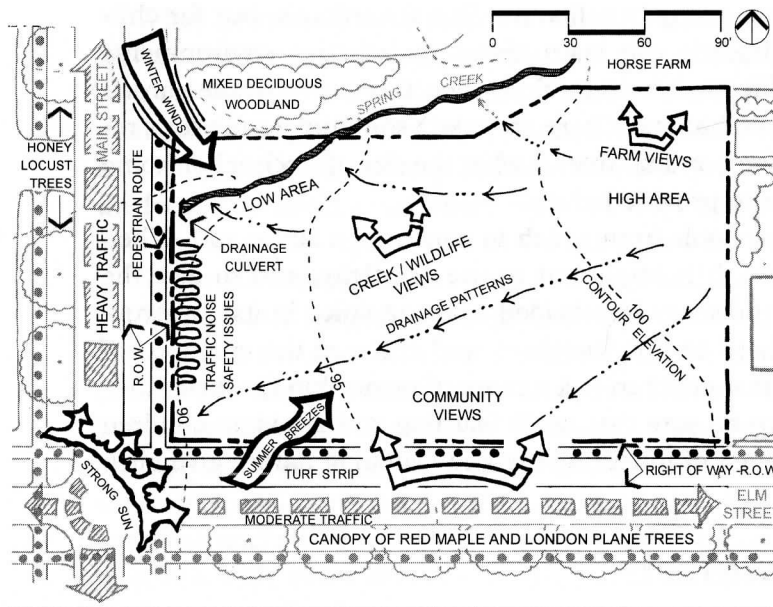 0 30 60 90
HORSE FARM
WINTER WINDS
MIXED DECIDUOUS
WOODLAND
SPRING CREEK
MAIN STREET
HONEY
LOCUST
TREES
PEDESTRIAN ROUTE
FARM VIEWS
LOW AREA
HIGH AREA
DRAINAGE
CULVERT
CREEK / WILDLIFE
VIEWS
HEAVY TRAFFIC
R.O.W.
TRAFFIC NOISE
SAFETY ISSUES
DRAINAGE PATTERNS
100
CONTOUR ELEVATION
95
90
COMMUNITY
VIEWS
SUMMER BREEZES
STRONG SUN
TURF STRIP
RIGHT OF WAY -R.O.W
ELM
STREET
MODERATE TRAFFIC
CANOPY OF RED MAPLE AND LONDON PLANE TREES